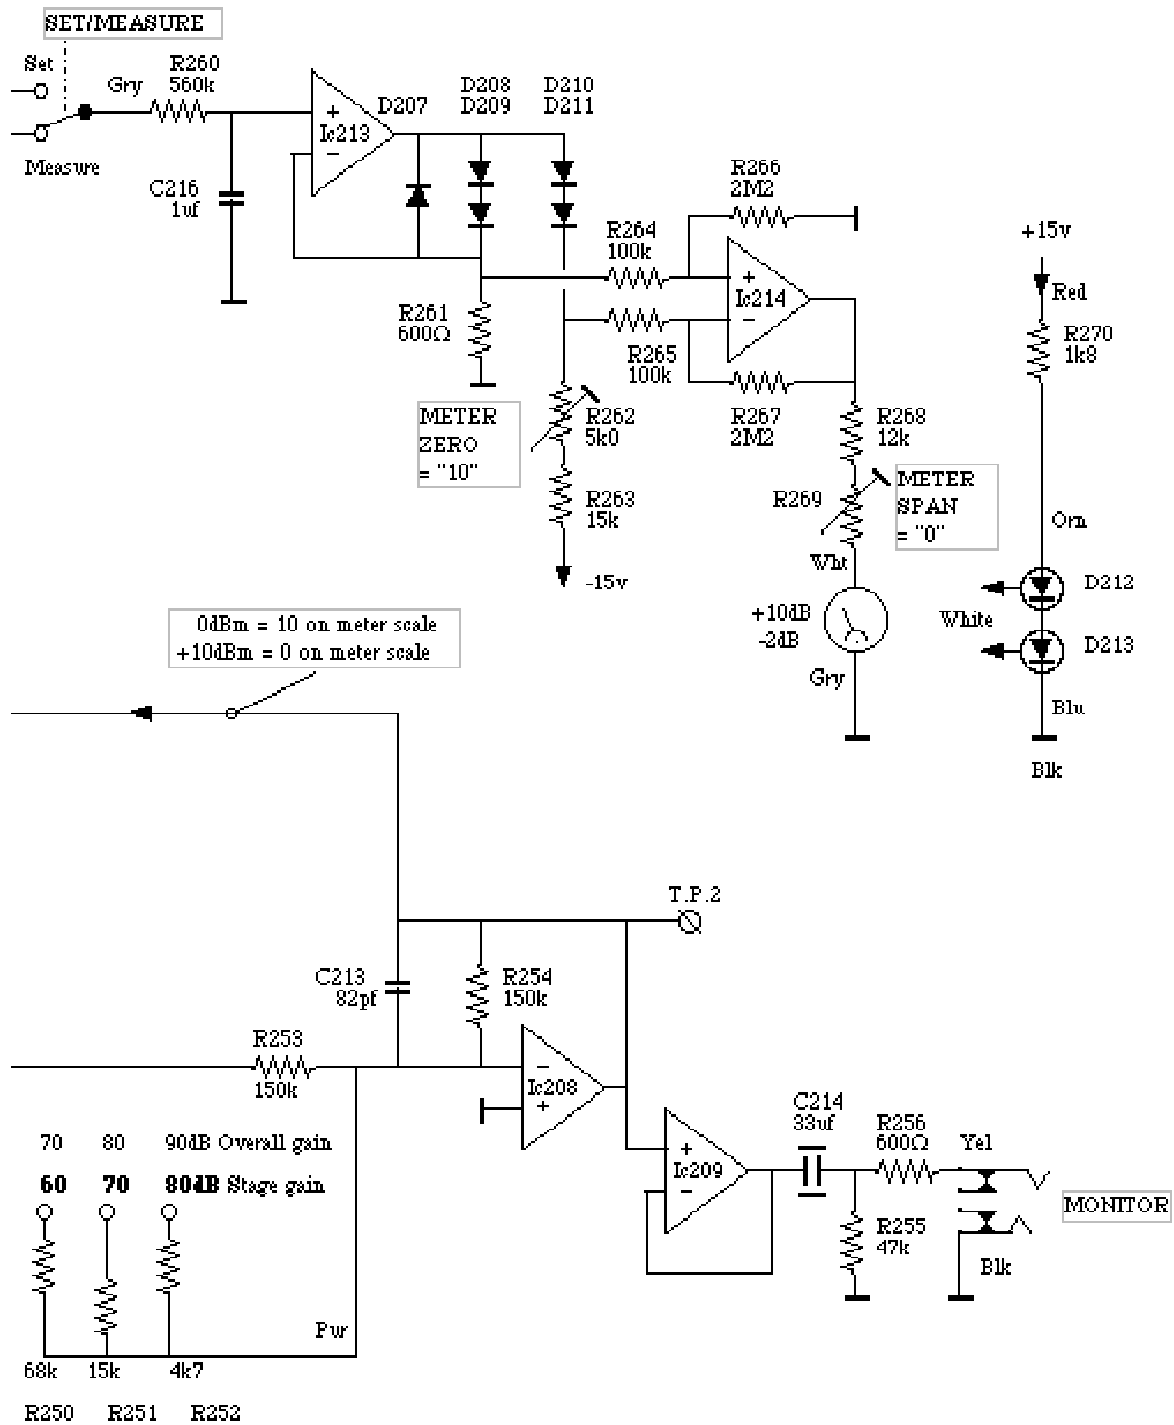 SET/MEASURE
Set
Gry
R260
560k
Measure
C216
1uf
+
Ic213
−
D207
D208
D209
D210
D211
R266
2M2
R264
100k
R261
600Ω
+
Ic214
−
R265
100k
R267
2M2
METER
ZERO
= "10"
R262
5k0
R263
15k
-15v
R268
12k
R269
METER
SPAN
= "0"
Wht
+10dB
-2dB
Gry
+15v
Red
R270
1k8
Orn
D212
White
D213
Blu
Blk
0dBm = 10 on meter scale
+10dBm = 0 on meter scale
T.P.2
C213
82pf
R254
150k
R253
150k
−
Ic208
+
70 80 90dB Overall gain
60 70 80dB Stage gain
+
Ic209
−
C214
33uf
R256
600Ω
Yel
MONITOR
R255
47k
Blk
Pur
68k 15k 4k7
R250 R251 R252